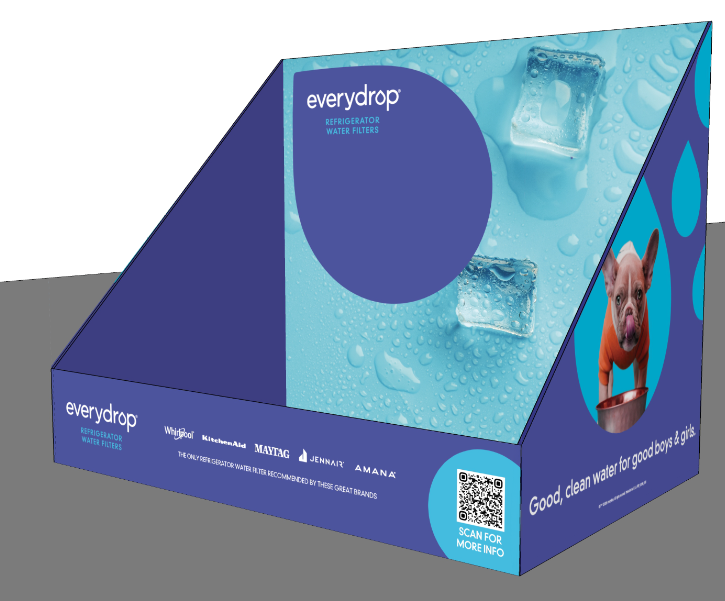 everydrop®
REFRIGERATOR
WATER FILTERS
everydrop®
REFRIGERATOR
WATER FILTERS
Whirlpool
KitchenAid
MAYTAG
JENNAIR
AMANA
THE ONLY REFRIGERATOR WATER FILTER RECOMMENDED BY THESE GREAT BRANDS
SCAN FOR
MORE INFO
Good, clean water for good boys & girls.